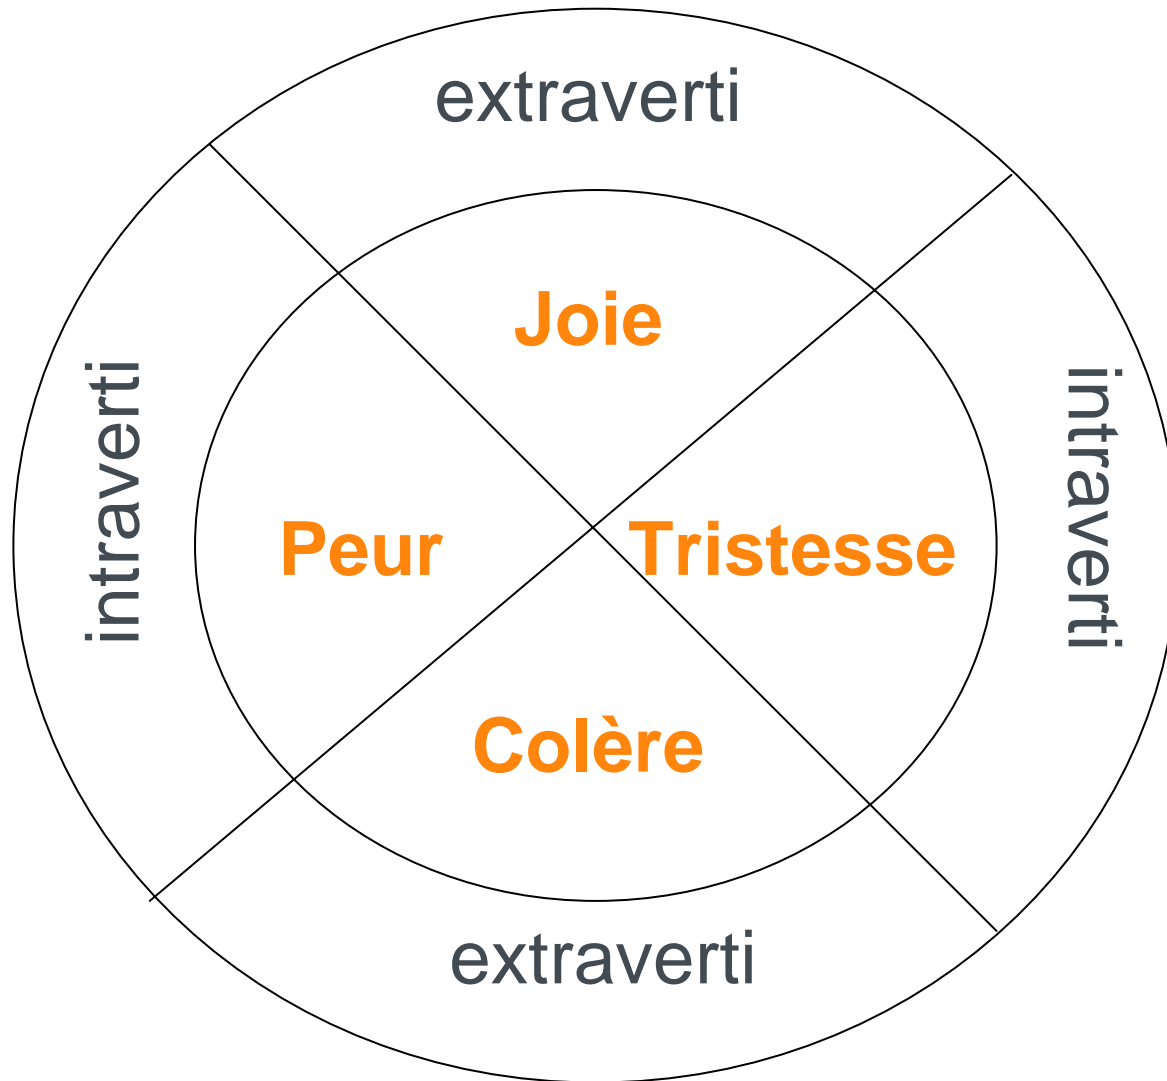 extraverti
Joie
intraverti
Peur
Tristesse
intraverti
Colère
extraverti